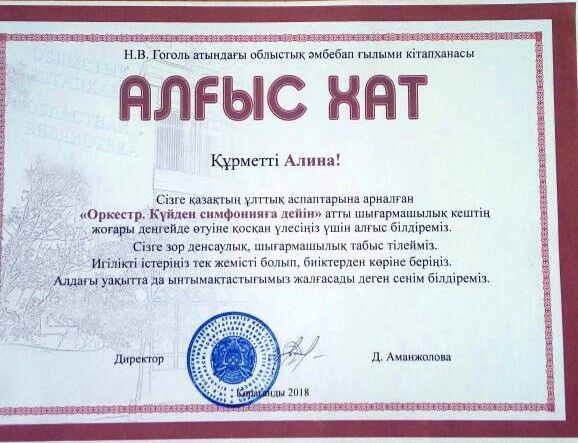 Н.В. Гоголь атындағы облыстық әмбебап ғылыми кітапханасы
АЛҒЫС ХАТ
Құрметті Алина!
Сізге қазақтың ұлттық аспаптарына арналған
«Оркестр. Күйден симфонияға дейін» атты шығармашылық кештің
жоғары деңгейде өтуіне қосқан үлесіңіз үшін алғыс білдіреміз.
Сізге зор денсаулық, шығармашылық табыс тілейміз.
Игілікті істеріңіз тек жемісті болып, биіктерден көріне беріңіз.
Алдағы уақытта да ынтымақтастығымыз жалғасады деген сенім білдіреміз.
Директор
Д. Аманжолова
Қарағанды 2018